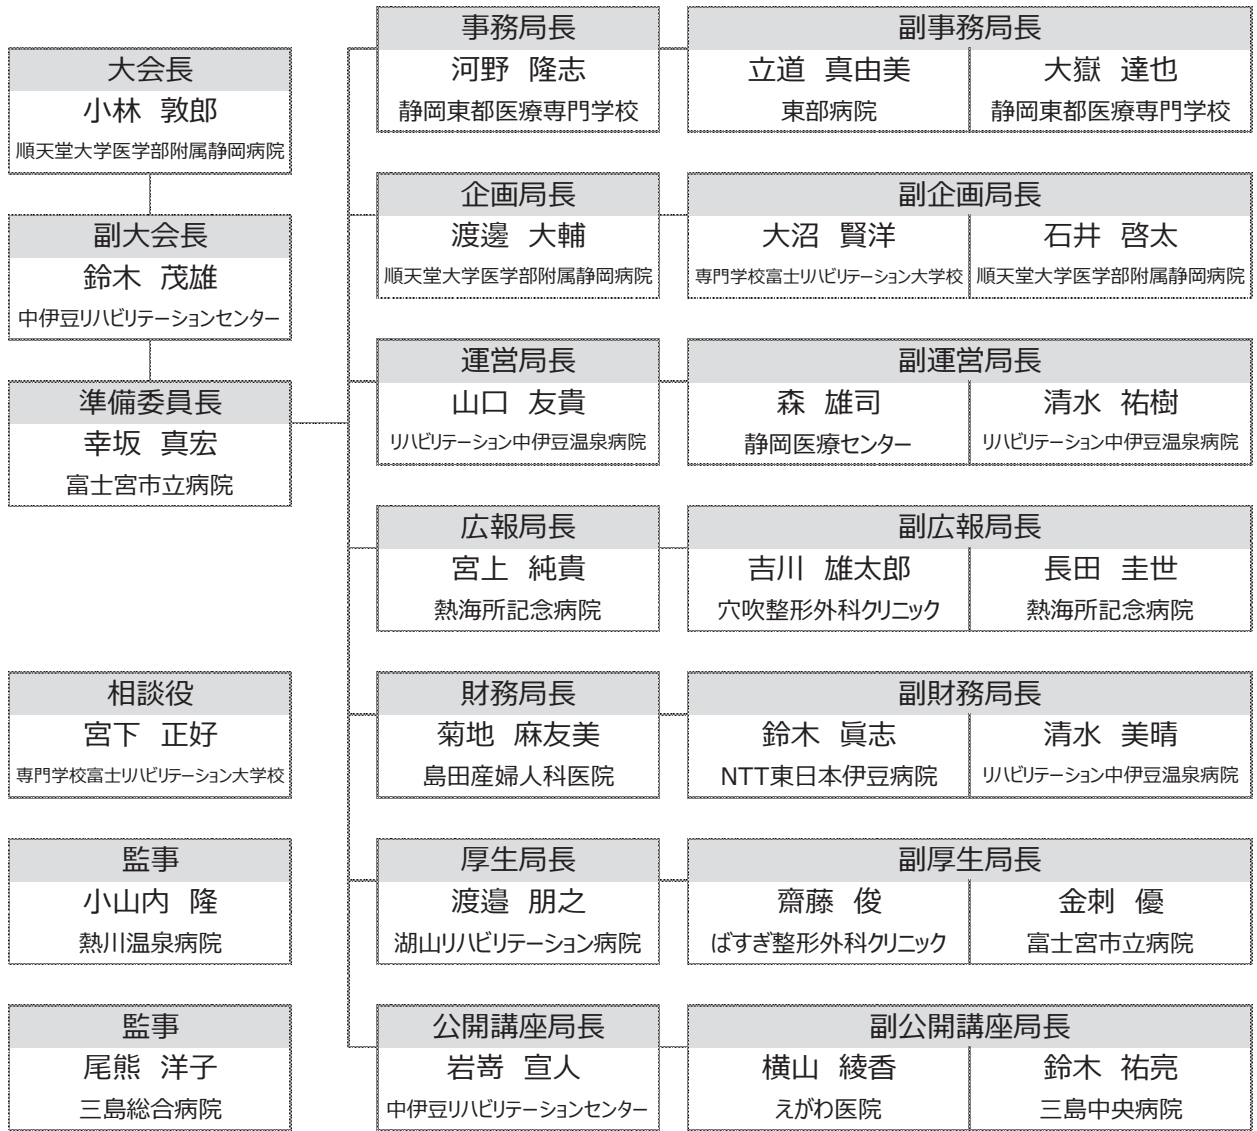 大会長
小林 敦郎
順天堂大学医学部附属静岡病院
副大会長
鈴木 茂雄
中伊豆リハビリテーションセンター
準備委員長
幸坂 真宏
富士宮市立病院
相談役
宮下 正好
専門学校富士リハビリテーション大学校
監事
小山内 隆
熱川温泉病院
監事
尾熊 洋子
三島総合病院
事務局長
河野 隆志
静岡東都医療専門学校
副事務局長
立道 真由美
東部病院
大嶽 達也
静岡東都医療専門学校
企画局長
渡邊 大輔
順天堂大学医学部附属静岡病院
副企画局長
大沼 賢洋
専門学校富士リハビリテーション大学校
石井 啓太
順天堂大学医学部附属静岡病院
運営局長
山口 友貴
リハビリテーション中伊豆温泉病院
副運営局長
森 雄司
静岡医療センター
清水 祐樹
リハビリテーション中伊豆温泉病院
広報局長
宮上 純貴
熱海所記念病院
副広報局長
吉川 雄太郎
穴吹整形外科クリニック
長田 圭世
熱海所記念病院
財務局長
菊地 麻友美
島田産婦人科医院
副財務局長
鈴木 眞志
NTT東日本伊豆病院
清水 美晴
リハビリテーション中伊豆温泉病院
厚生局長
渡邉 朋之
湖山リハビリテーション病院
副厚生局長
齋藤 俊
ばすぎ整形外科クリニック
金刺 優
富士宮市立病院
公開講座局長
岩嵜 宣人
中伊豆リハビリテーションセンター
副公開講座局長
横山 綾香
えがわ医院
鈴木 祐亮
三島中央病院